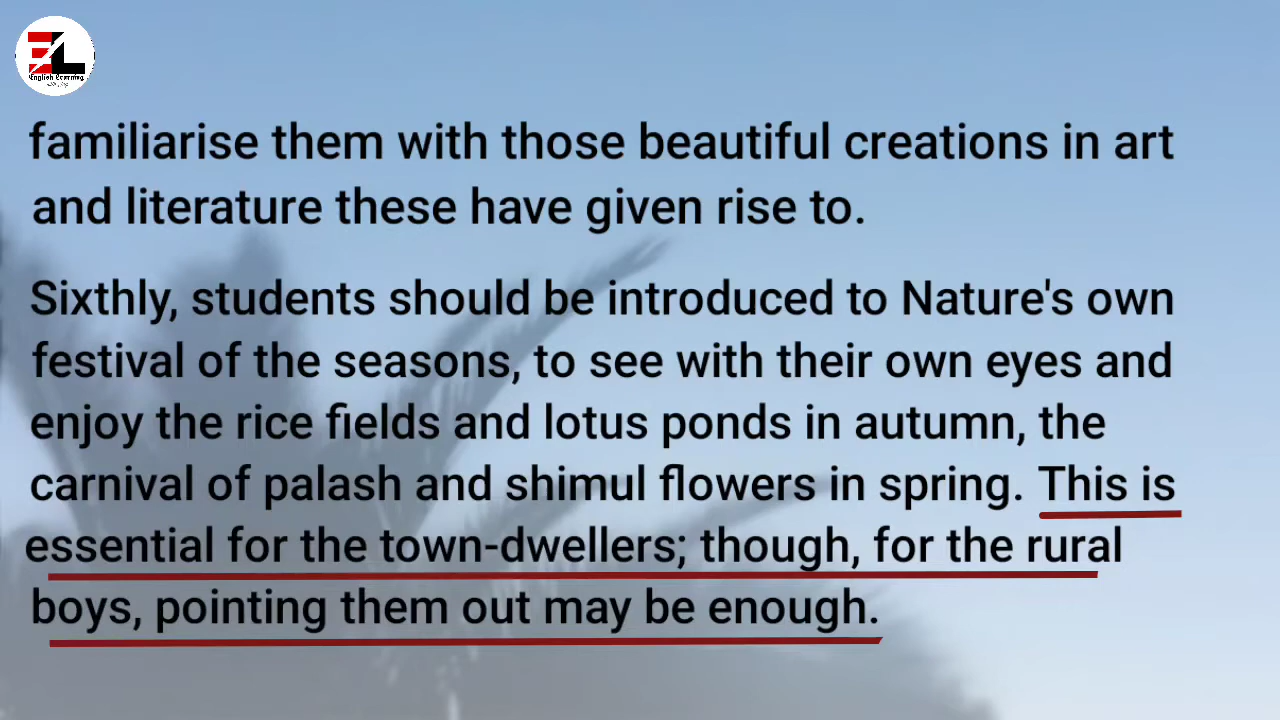 EL
English Learning
familiarise them with those beautiful creations in art
and literature these have given rise to.
Sixthly, students should be introduced to Nature's own
festival of the seasons, to see with their own eyes and
enjoy the rice fields and lotus ponds in autumn, the
carnival of palash and shimul flowers in spring. This is
essential for the town-dwellers; though, for the rural
boys, pointing them out may be enough.